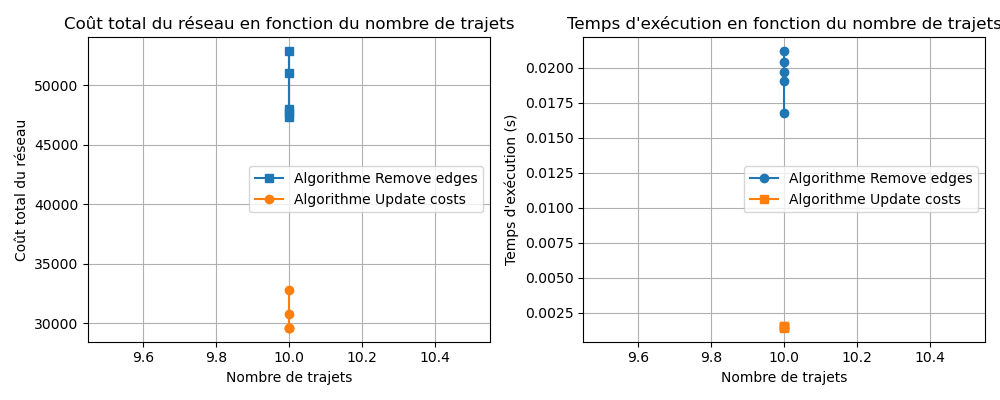 Coût total du réseau en fonction du nombre de trajets
50000
45000
40000
35000
30000
Coût total du réseau
Algorithme Remove edges
Algorithme Update costs
9.6
9.8
10.0
10.2
10.4
Nombre de trajets
Temps d'exécution en fonction du nombre de trajets
0.0200
0.0175
0.0150
0.0125
0.0100
0.0075
0.0050
0.0025
Temps d'exécution (s)
Algorithme Remove edges
Algorithme Update costs
9.6
9.8
10.0
10.2
10.4
Nombre de trajets